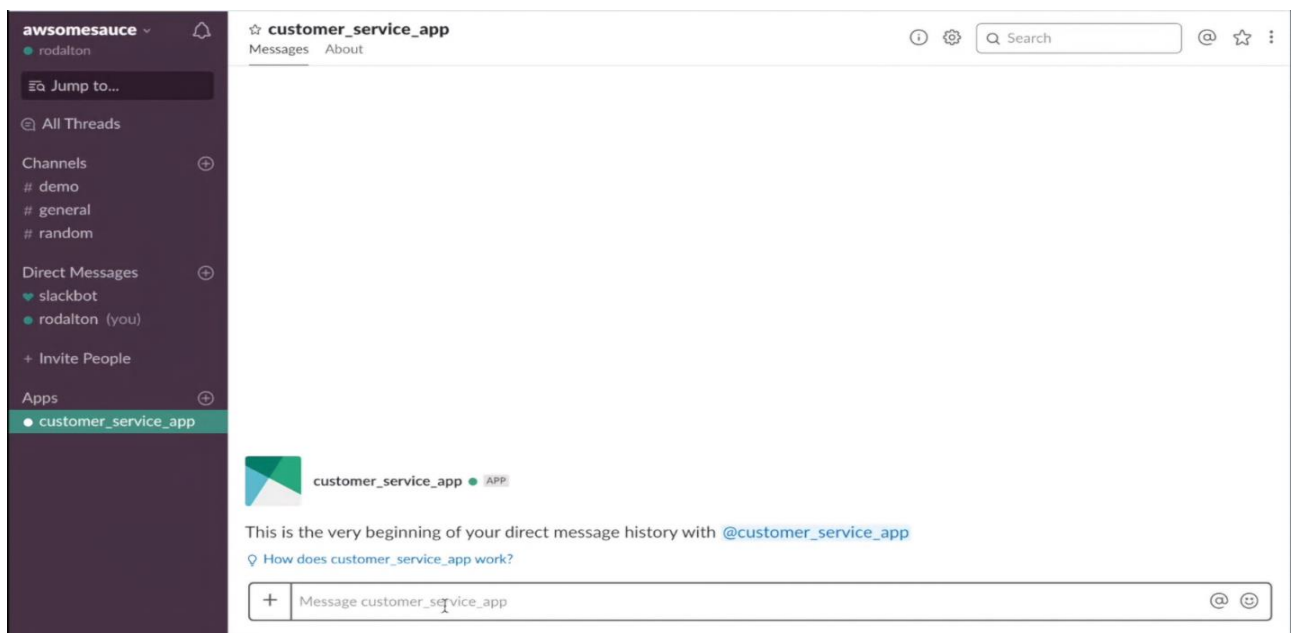 awsomesauce
rodalton
Jump to...
All Threads
Channels
# demo
# general
# random
Direct Messages
slackbot
rodalton (you)
+ Invite People
Apps
customer_service_app
customer_service_app
Messages About
Search
customer_service_app APP
This is the very beginning of your direct message history with @customer_service_app
How does customer_service_app work?
Message customer_service_app